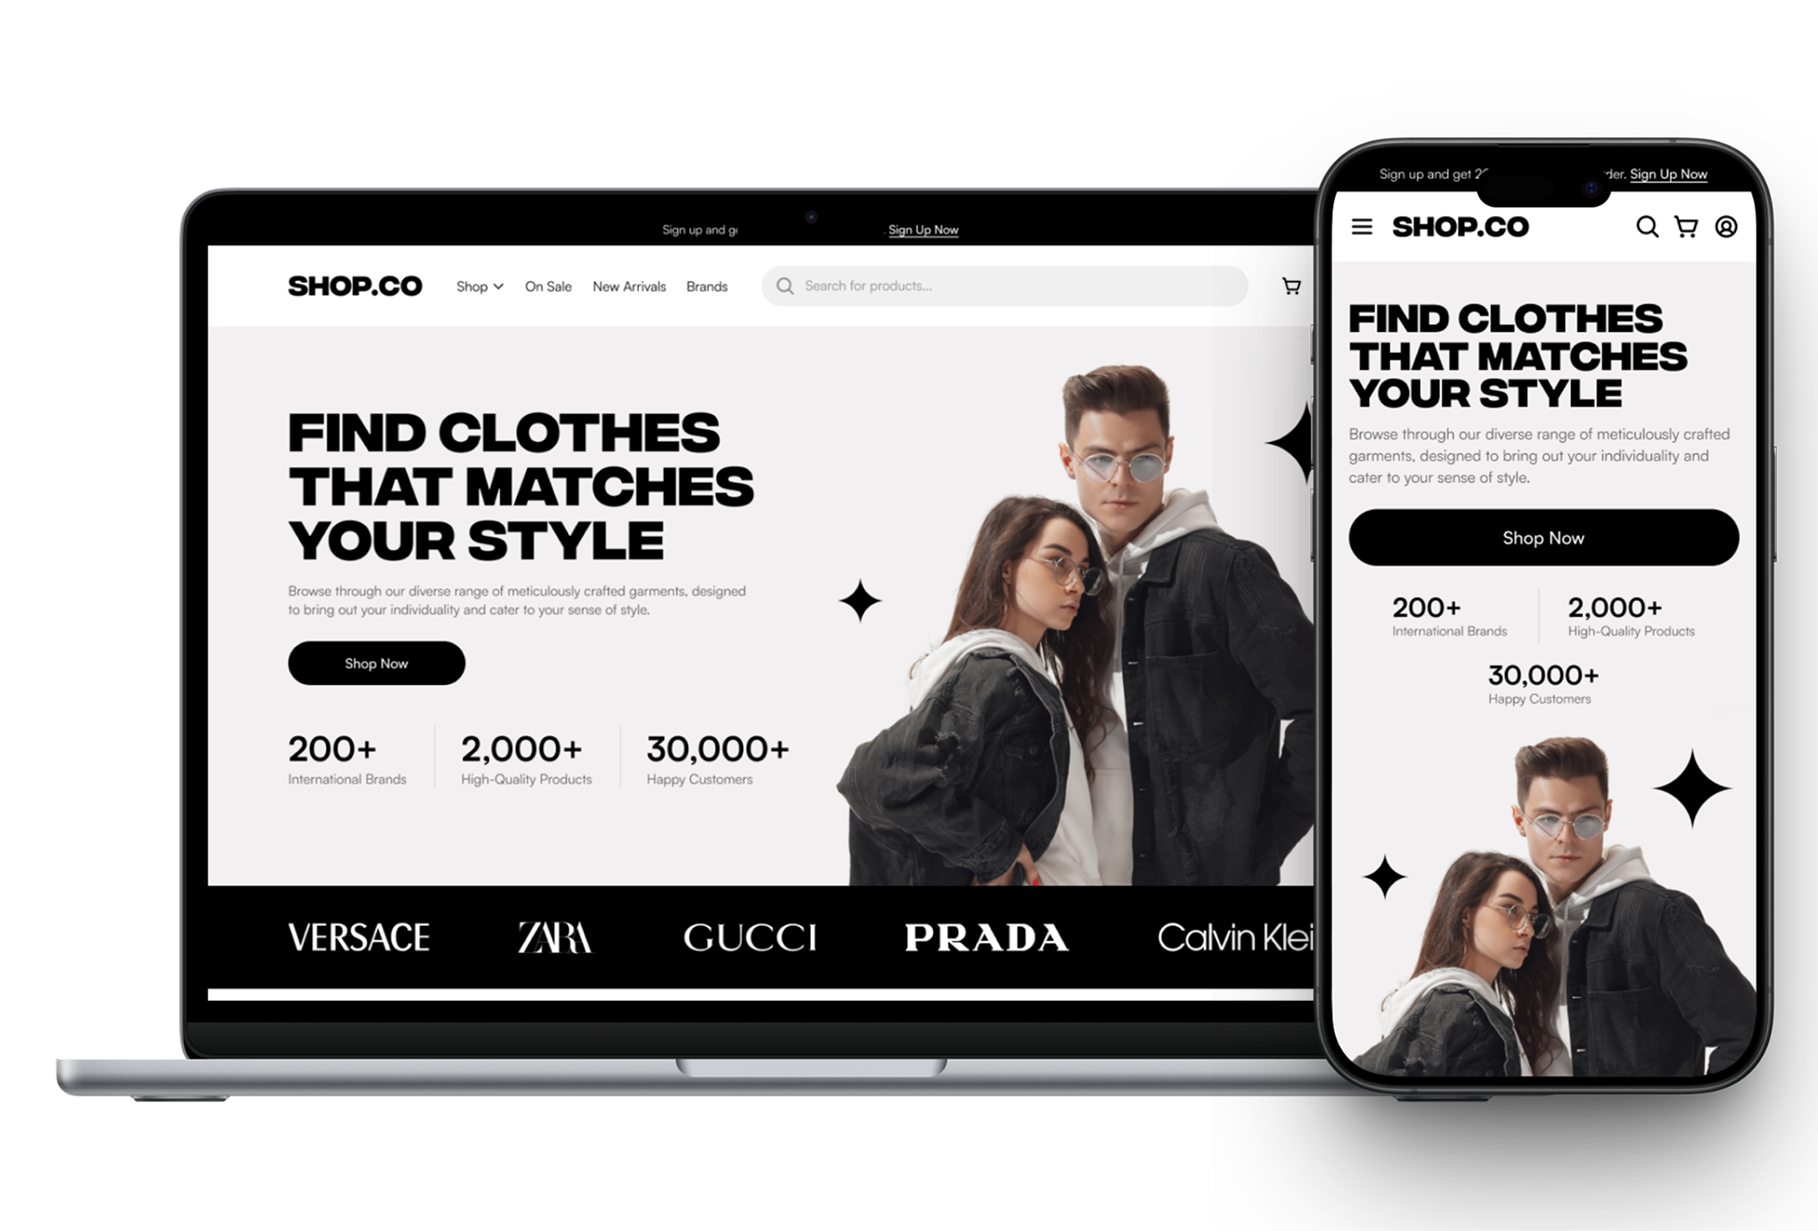 Sign up and
Sign Up Now
SHOP.CO
Shop
On Sale
New Arrivals
Brands
Search for products...
FIND CLOTHES
THAT MATCHES
YOUR STYLE
Browse through our diverse range of meticulously crafted garments, designed
to bring out your individuality and cater to your sense of style.
Shop Now
200+
International Brands
2,000+
High-Quality Products
30,000+
Happy Customers
VERSACE
ZARA
GUCCI
PRADA
Calvin Klei
Sign up and get
Sign Up Now
SHOP.CO
FIND CLOTHES
THAT MATCHES
YOUR STYLE
Browse through our diverse range of meticulously crafted
garments, designed to bring out your individuality and
cater to your sense of style.
Shop Now
200+
International Brands
2,000+
High-Quality Products
30,000+
Happy Customers